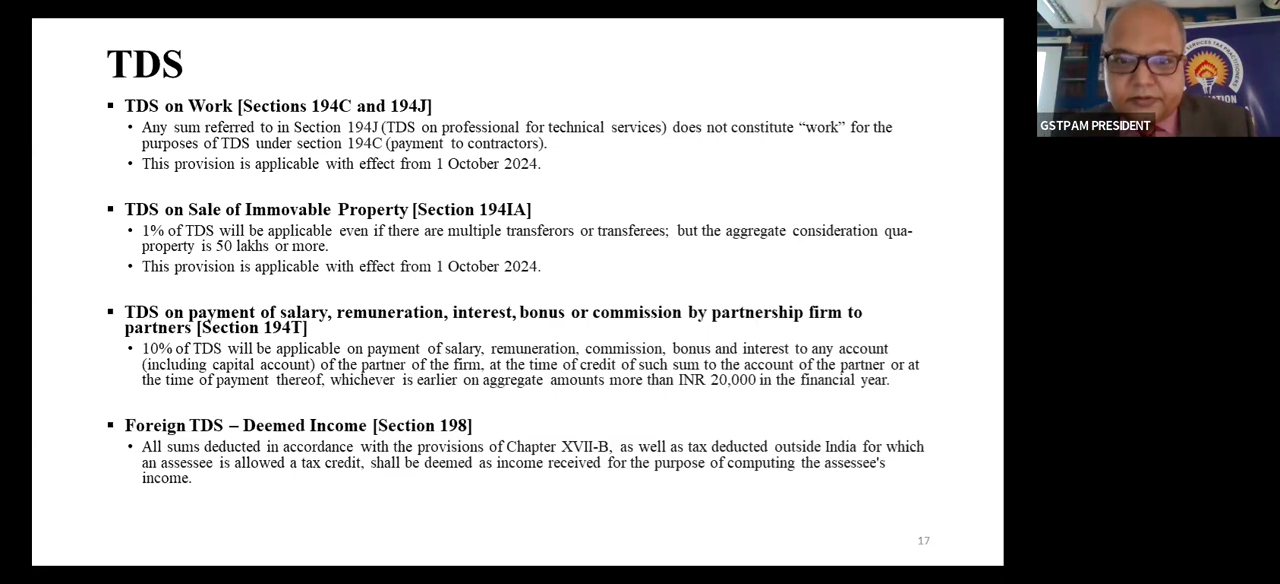 TDS
▪ TDS on Work [Sections 194C and 194J]
• Any sum referred to in Section 194J (TDS on professional for technical services) does not constitute “work” for the
purposes of TDS under section 194C (payment to contractors).
• This provision is applicable with effect from 1 October 2024.
▪ TDS on Sale of Immovable Property [Section 194IA]
• 1% of TDS will be applicable even if there are multiple transferors or transferees; but the aggregate consideration qua-
property is 50 lakhs or more.
• This provision is applicable with effect from 1 October 2024.
▪ TDS on payment of salary, remuneration, interest, bonus or commission by partnership firm to
partners [Section 194T]
• 10% of TDS will be applicable on payment of salary, remuneration, commission, bonus and interest to any account
(including capital account) of the partner of the firm, at the time of credit of such sum to the account of the partner or at
the time of payment thereof, whichever is earlier on aggregate amounts more than INR 20,000 in the financial year.
▪ Foreign TDS – Deemed Income [Section 198]
• All sums deducted in accordance with the provisions of Chapter XVII-B, as well as tax deducted outside India for which
an assessee is allowed a tax credit, shall be deemed as income received for the purpose of computing the assessee's
income.
17
GSTPAM PRESIDENT